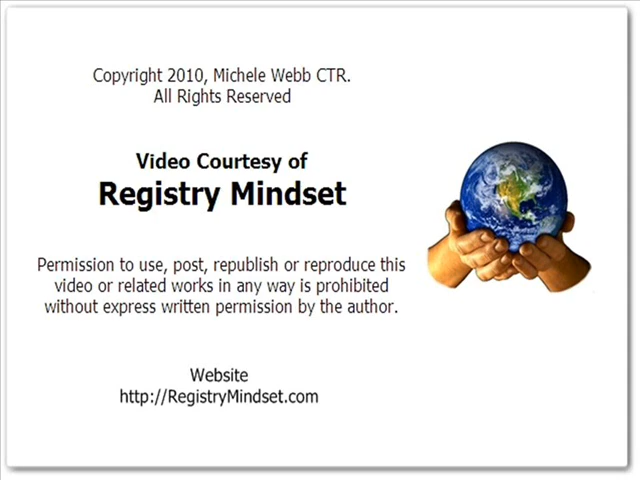 Copyright 2010, Michele Webb CTR.
All Rights Reserved
Video Courtesy of
Registry Mindset
Permission to use, post, republish or reproduce this
video or related works in any way is prohibited
without express written permission by the author.
Website
http://RegistryMindset.com